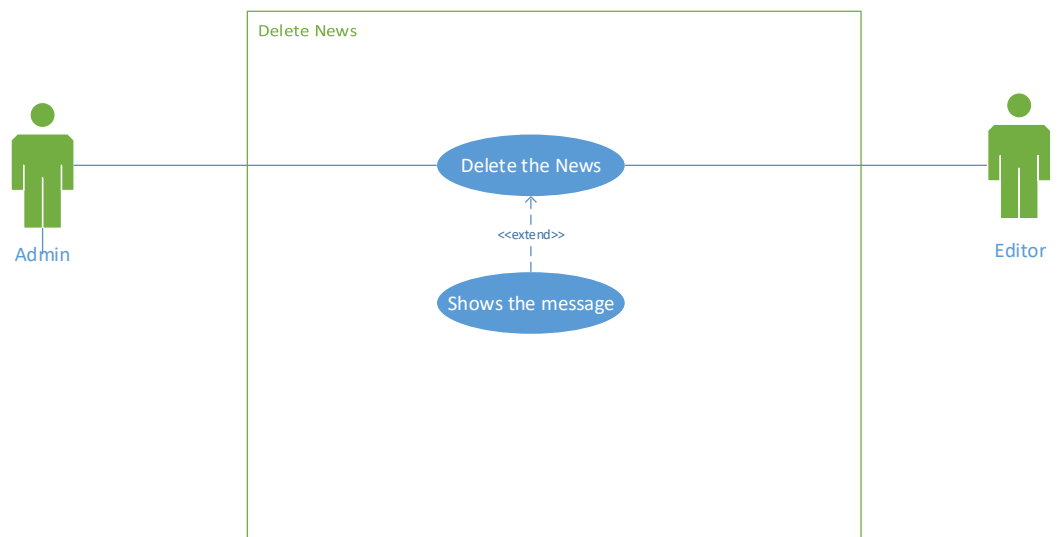 Delete News
Delete the News
<<extend>>
Admin
Editor
Shows the message